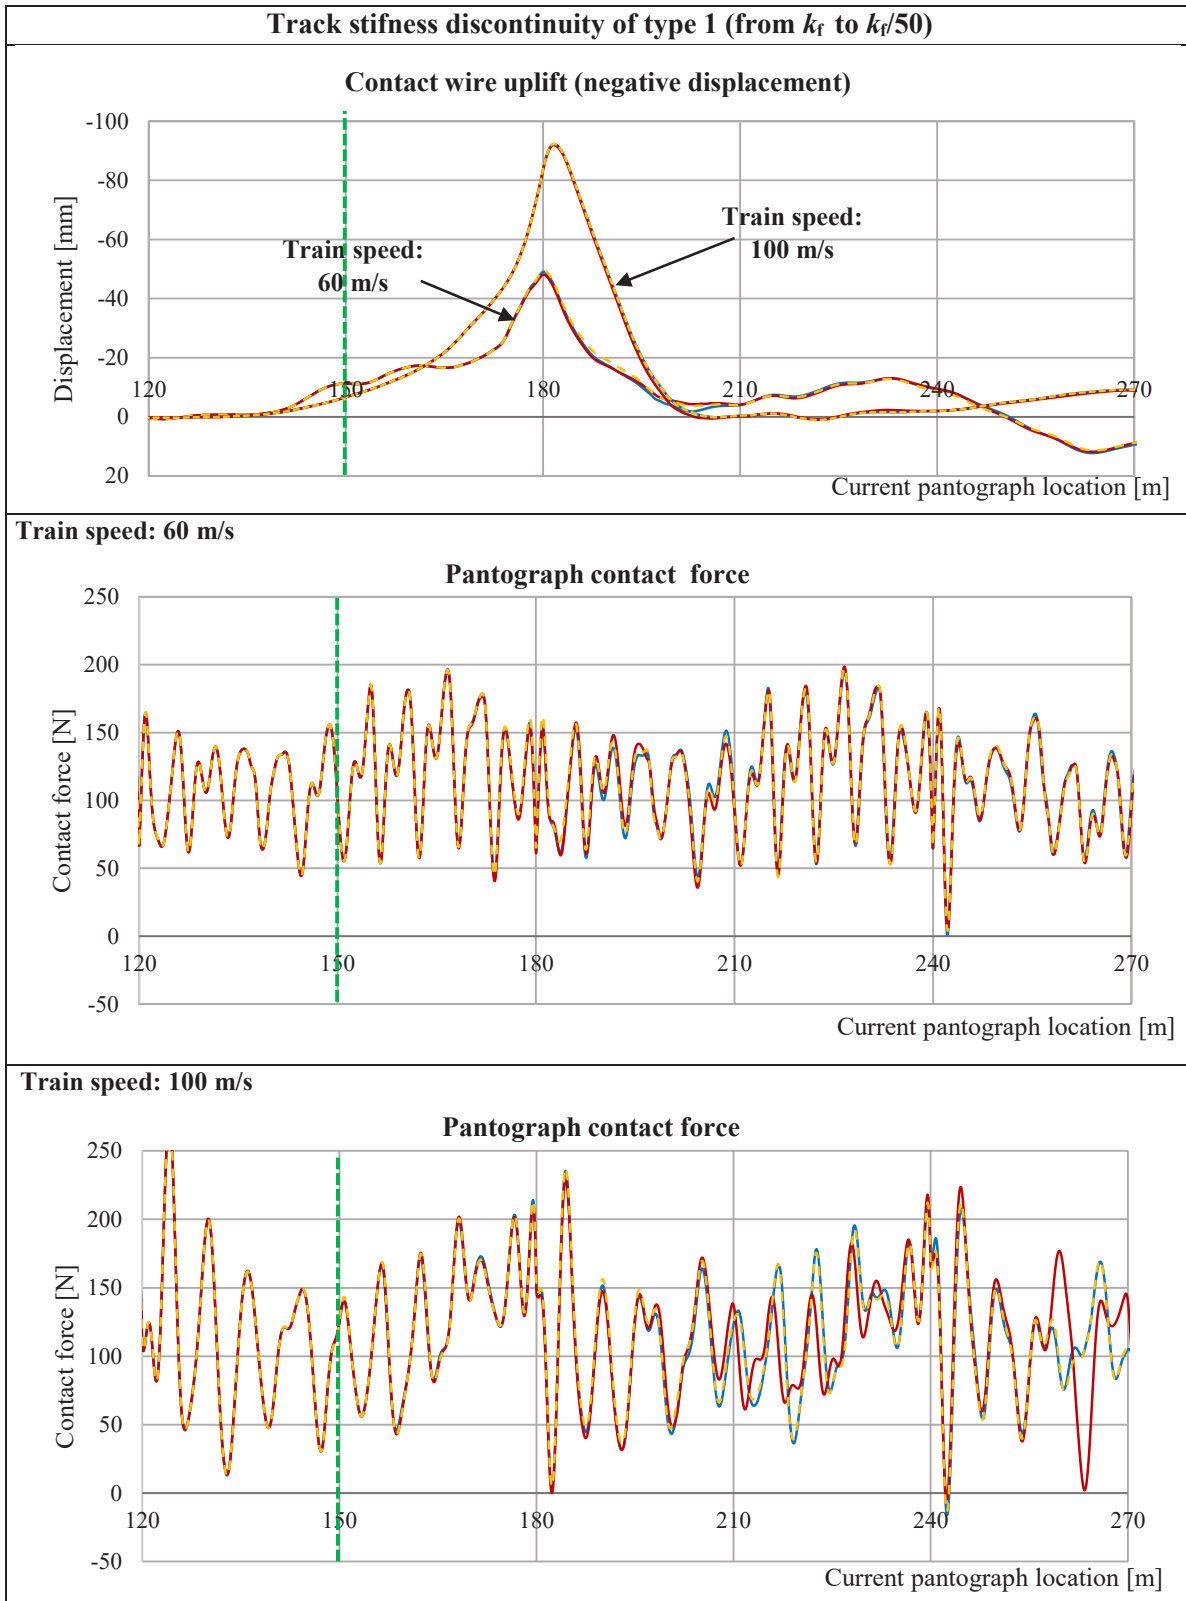 Track stifness discontinuity of type 1 (from kf to kf/50)
Contact wire uplift (negative displacement)
-100
-80
-60
-40
-20
0
20
Displacement [mm]
Train speed:
60 m/s
Train speed:
100 m/s
120 150 180 210 240 270
Current pantograph location [m]
Train speed: 60 m/s
Pantograph contact force
250
200
150
100
50
0
-50
Contact force [N]
120 150 180 210 240 270
Current pantograph location [m]
Train speed: 100 m/s
Pantograph contact force
250
200
150
100
50
0
-50
Contact force [N]
120 150 180 210 240 270
Current pantograph location [m]